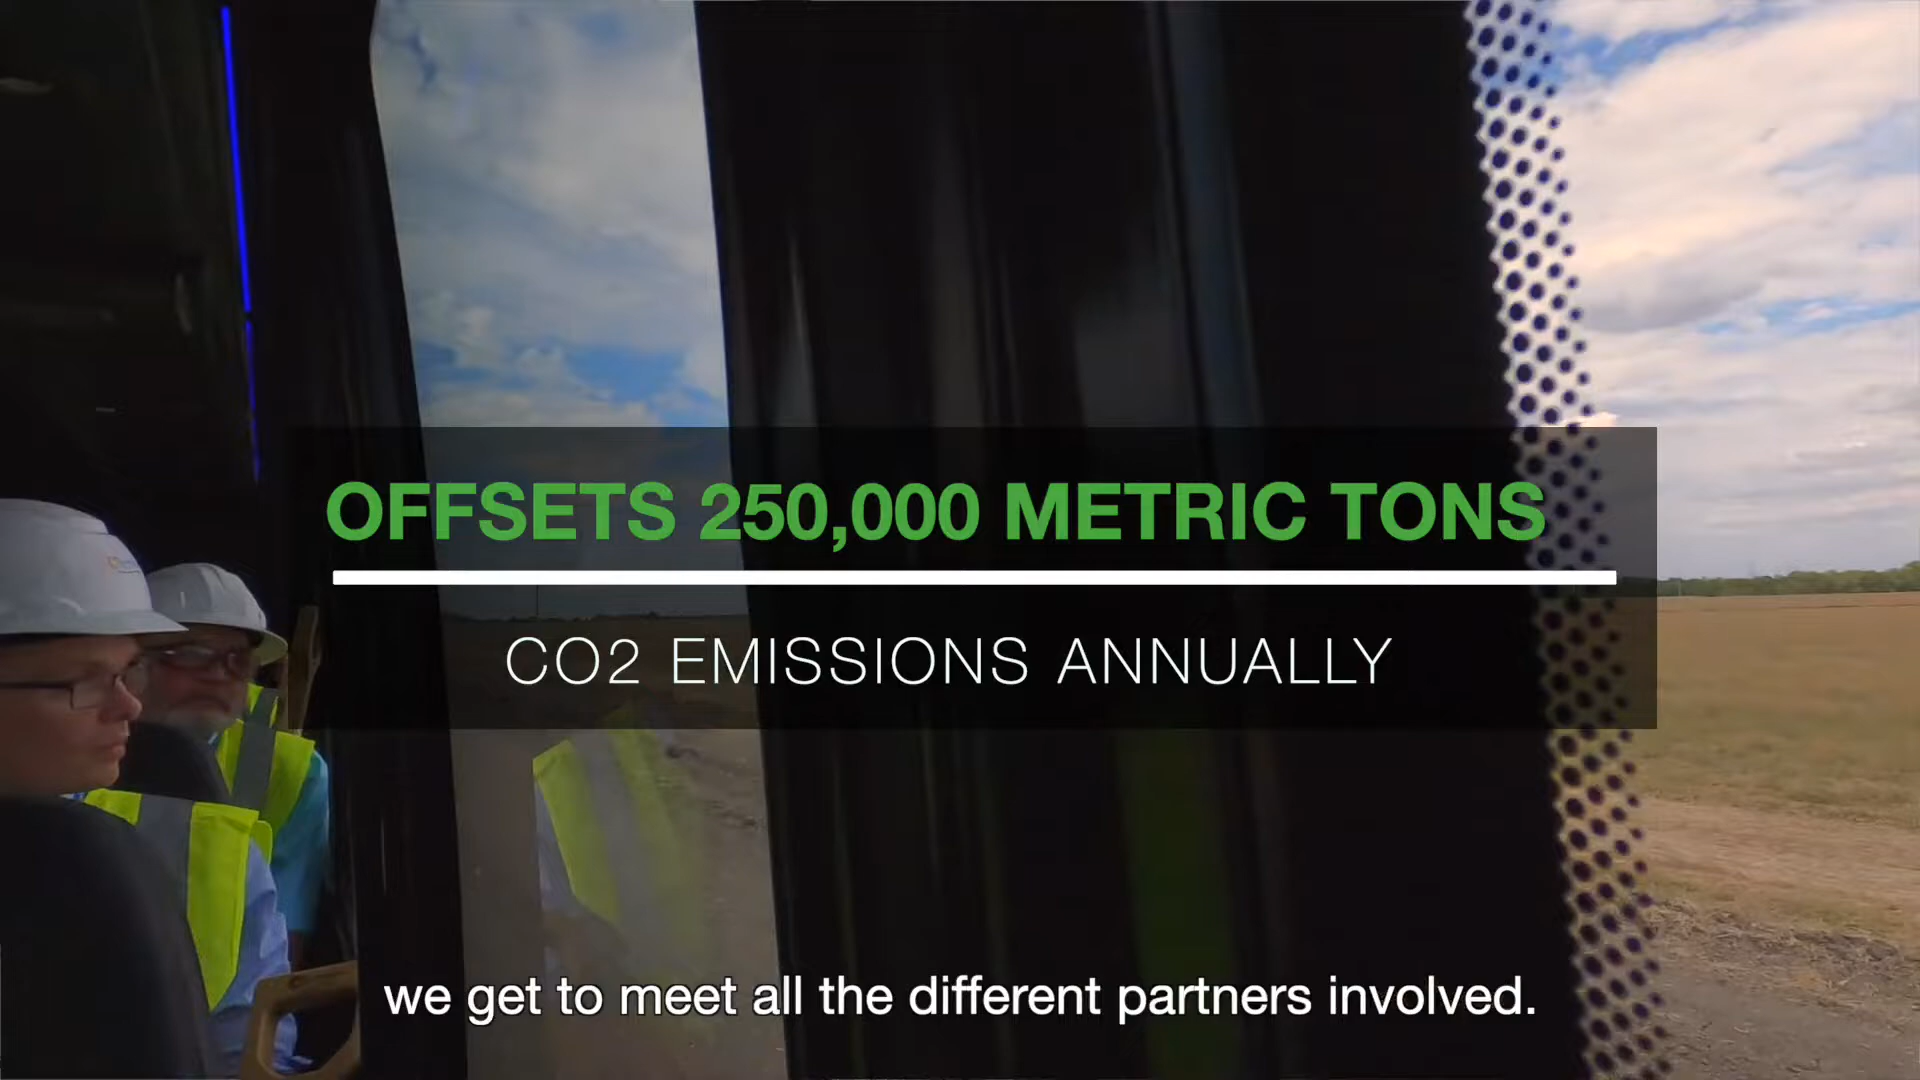 OFFSETS 250,000 METRIC TONS
CO2 EMISSIONS ANNUALLY
we get to meet all the different partners involved.